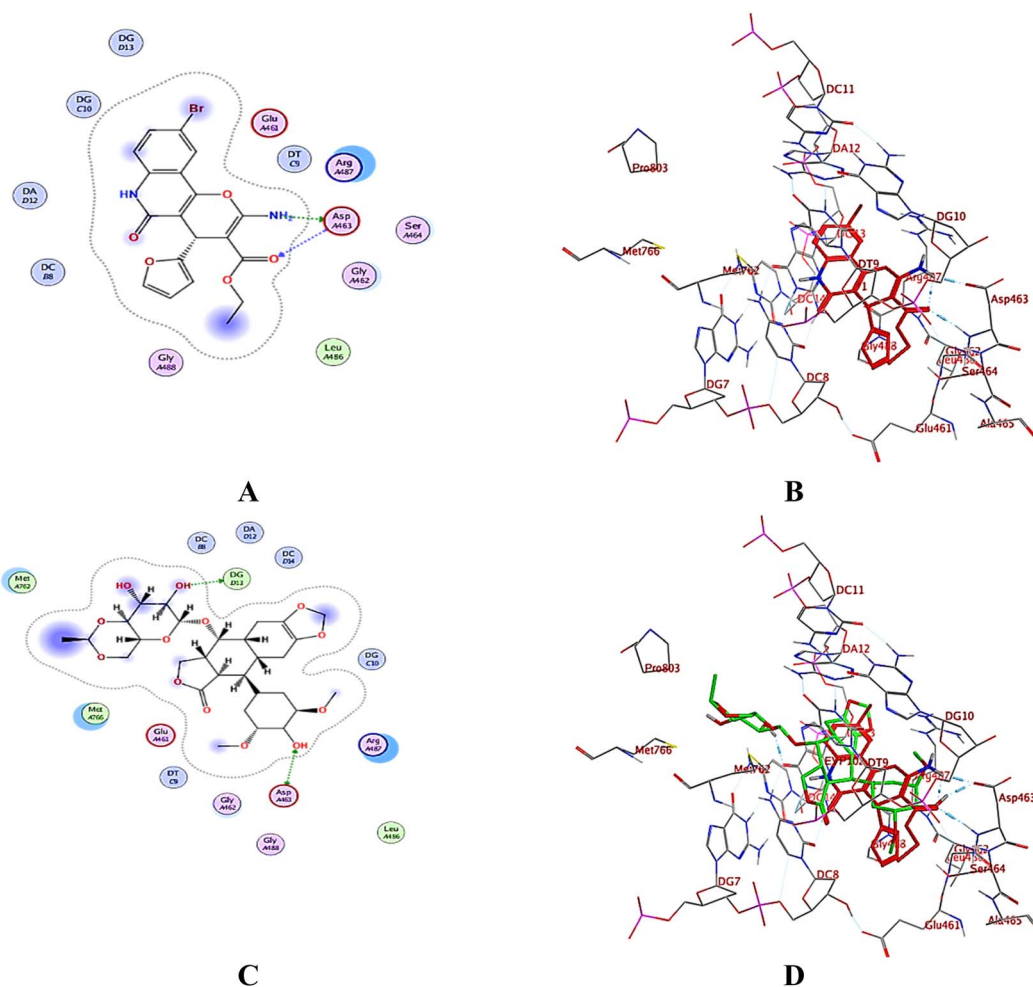 DG
D13
DG
C10
Br
Glu
A461
DT
C9
Arg
A487
DA
D12
HN
O
O
NH2
Asp
A463
Ser
A464
DC
B8
O
O
O
Gly
A462
Gly
A488
Leu
A486
A
DC11
DA12
Pro803
DG10
Met766
Met762
DT9
Asp463
DC14
Gly488
Ser464
DG7
DC8
Glu461
Ala465
B
DC
B8
DA
D12
DC
D14
Met
A762
DG
D13
HO
OH
H
H
H
H
O
O
O
O
H
H
O
O
DG
C10
H
H
O
O
H
O
Met
A766
Glu
A461
O
OH
Arg
A487
DT
C9
Gly
A462
Asp
A463
Gly
A488
Leu
A486
C
DC11
DA12
Pro803
DG10
Met766
Met762
DT9
Asp463
Ser464
DG7
DC8
Glu461
Ala465
D